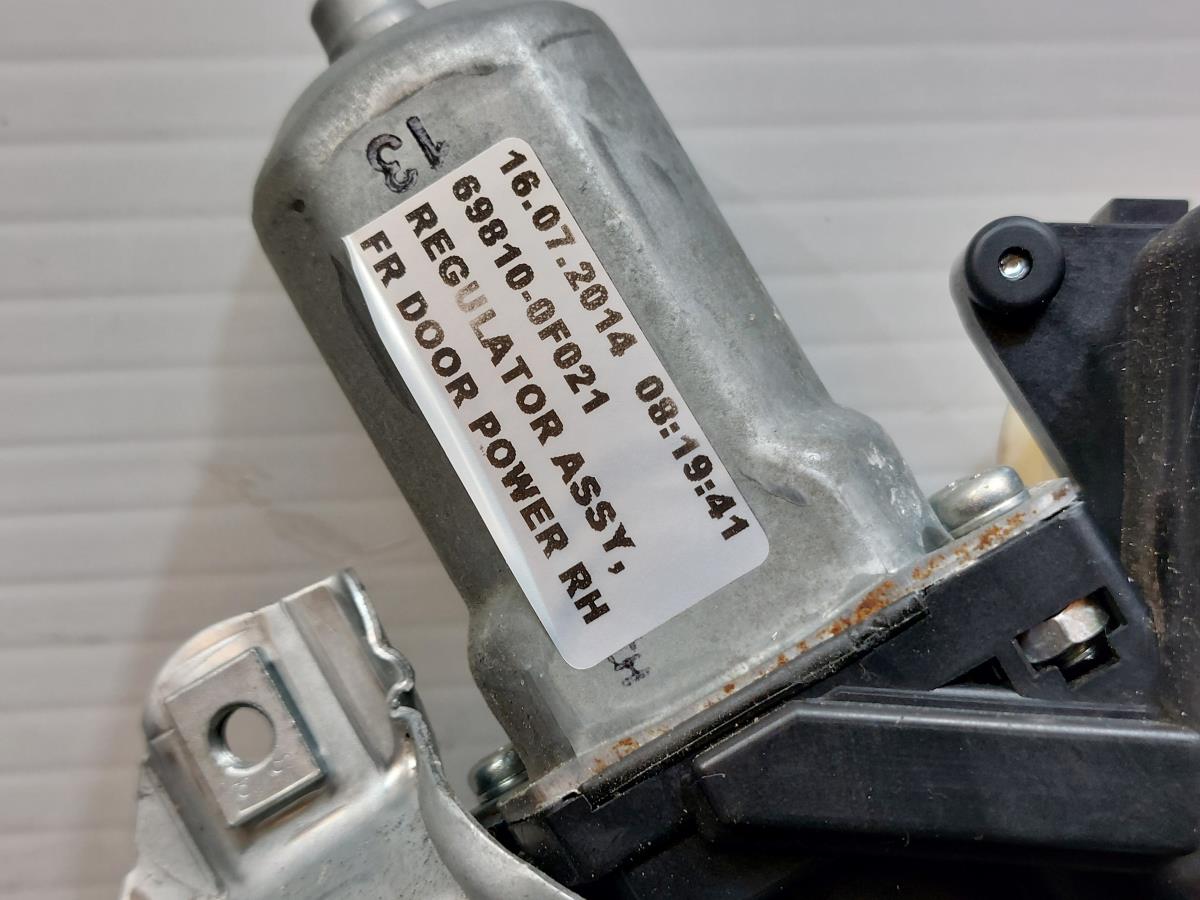 13
16.07.2014 08:19:41
69810-0F021
REGULATOR ASSY,
FR DOOR POWER RH